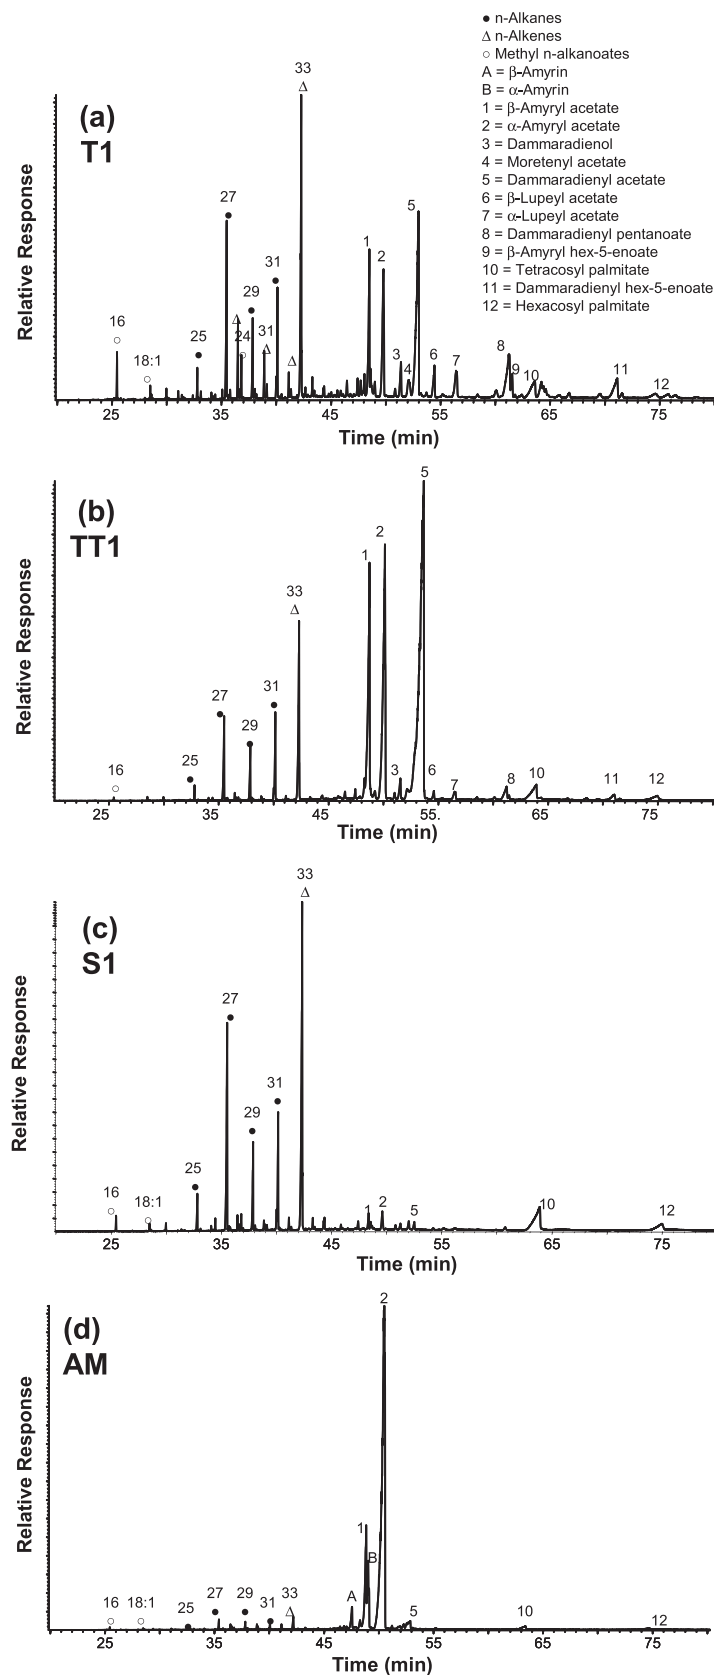 ● n-Alkanes
Δ n-Alkenes
○ Methyl n-alkanoates
A = β-Amyrin
B = α-Amyrin
1 = β-Amyryl acetate
2 = α-Amyryl acetate
3 = Dammaradienol
4 = Moretenyl acetate
5 = Dammaradienyl acetate
6 = β-Lupeyl acetate
7 = α-Lupeyl acetate
8 = Dammaradienyl pentanoate
9 = β-Amyryl hex-5-enoate
10 = Tetracosyl palmitate
11 = Dammaradienyl hex-5-enoate
12 = Hexacosyl palmitate
(a)
T1
Relative Response
16 ○
18:1 ○
25 ●
27 ●
Δ
24 ○
29 ●
31 Δ
31 ●
Δ
33 Δ
1 2 3 4 5 6 7 8 9 10 11 12
25 35 45 55 65 75
Time (min)
(b)
TT1
Relative Response
16 ○
25 ●
27 ●
29 ●
31 ●
33 Δ
1 2 3 5 6 7 8 10 11 12
25 35 45 55. 65 75
Time (min)
(c)
S1
Relative Response
16 ○
18:1 ○
25 ●
27 ●
29 ●
31 ●
33 Δ
1 2 5 10 12
25 35 45 55 65 75
Time (min)
(d)
AM
Relative Response
16 ○
18:1 ○
25 ●
27 ●
29 ●
31 ●
33 Δ
A 1 B 2 5 10 12
25 35 45 55 65 75
Time (min)